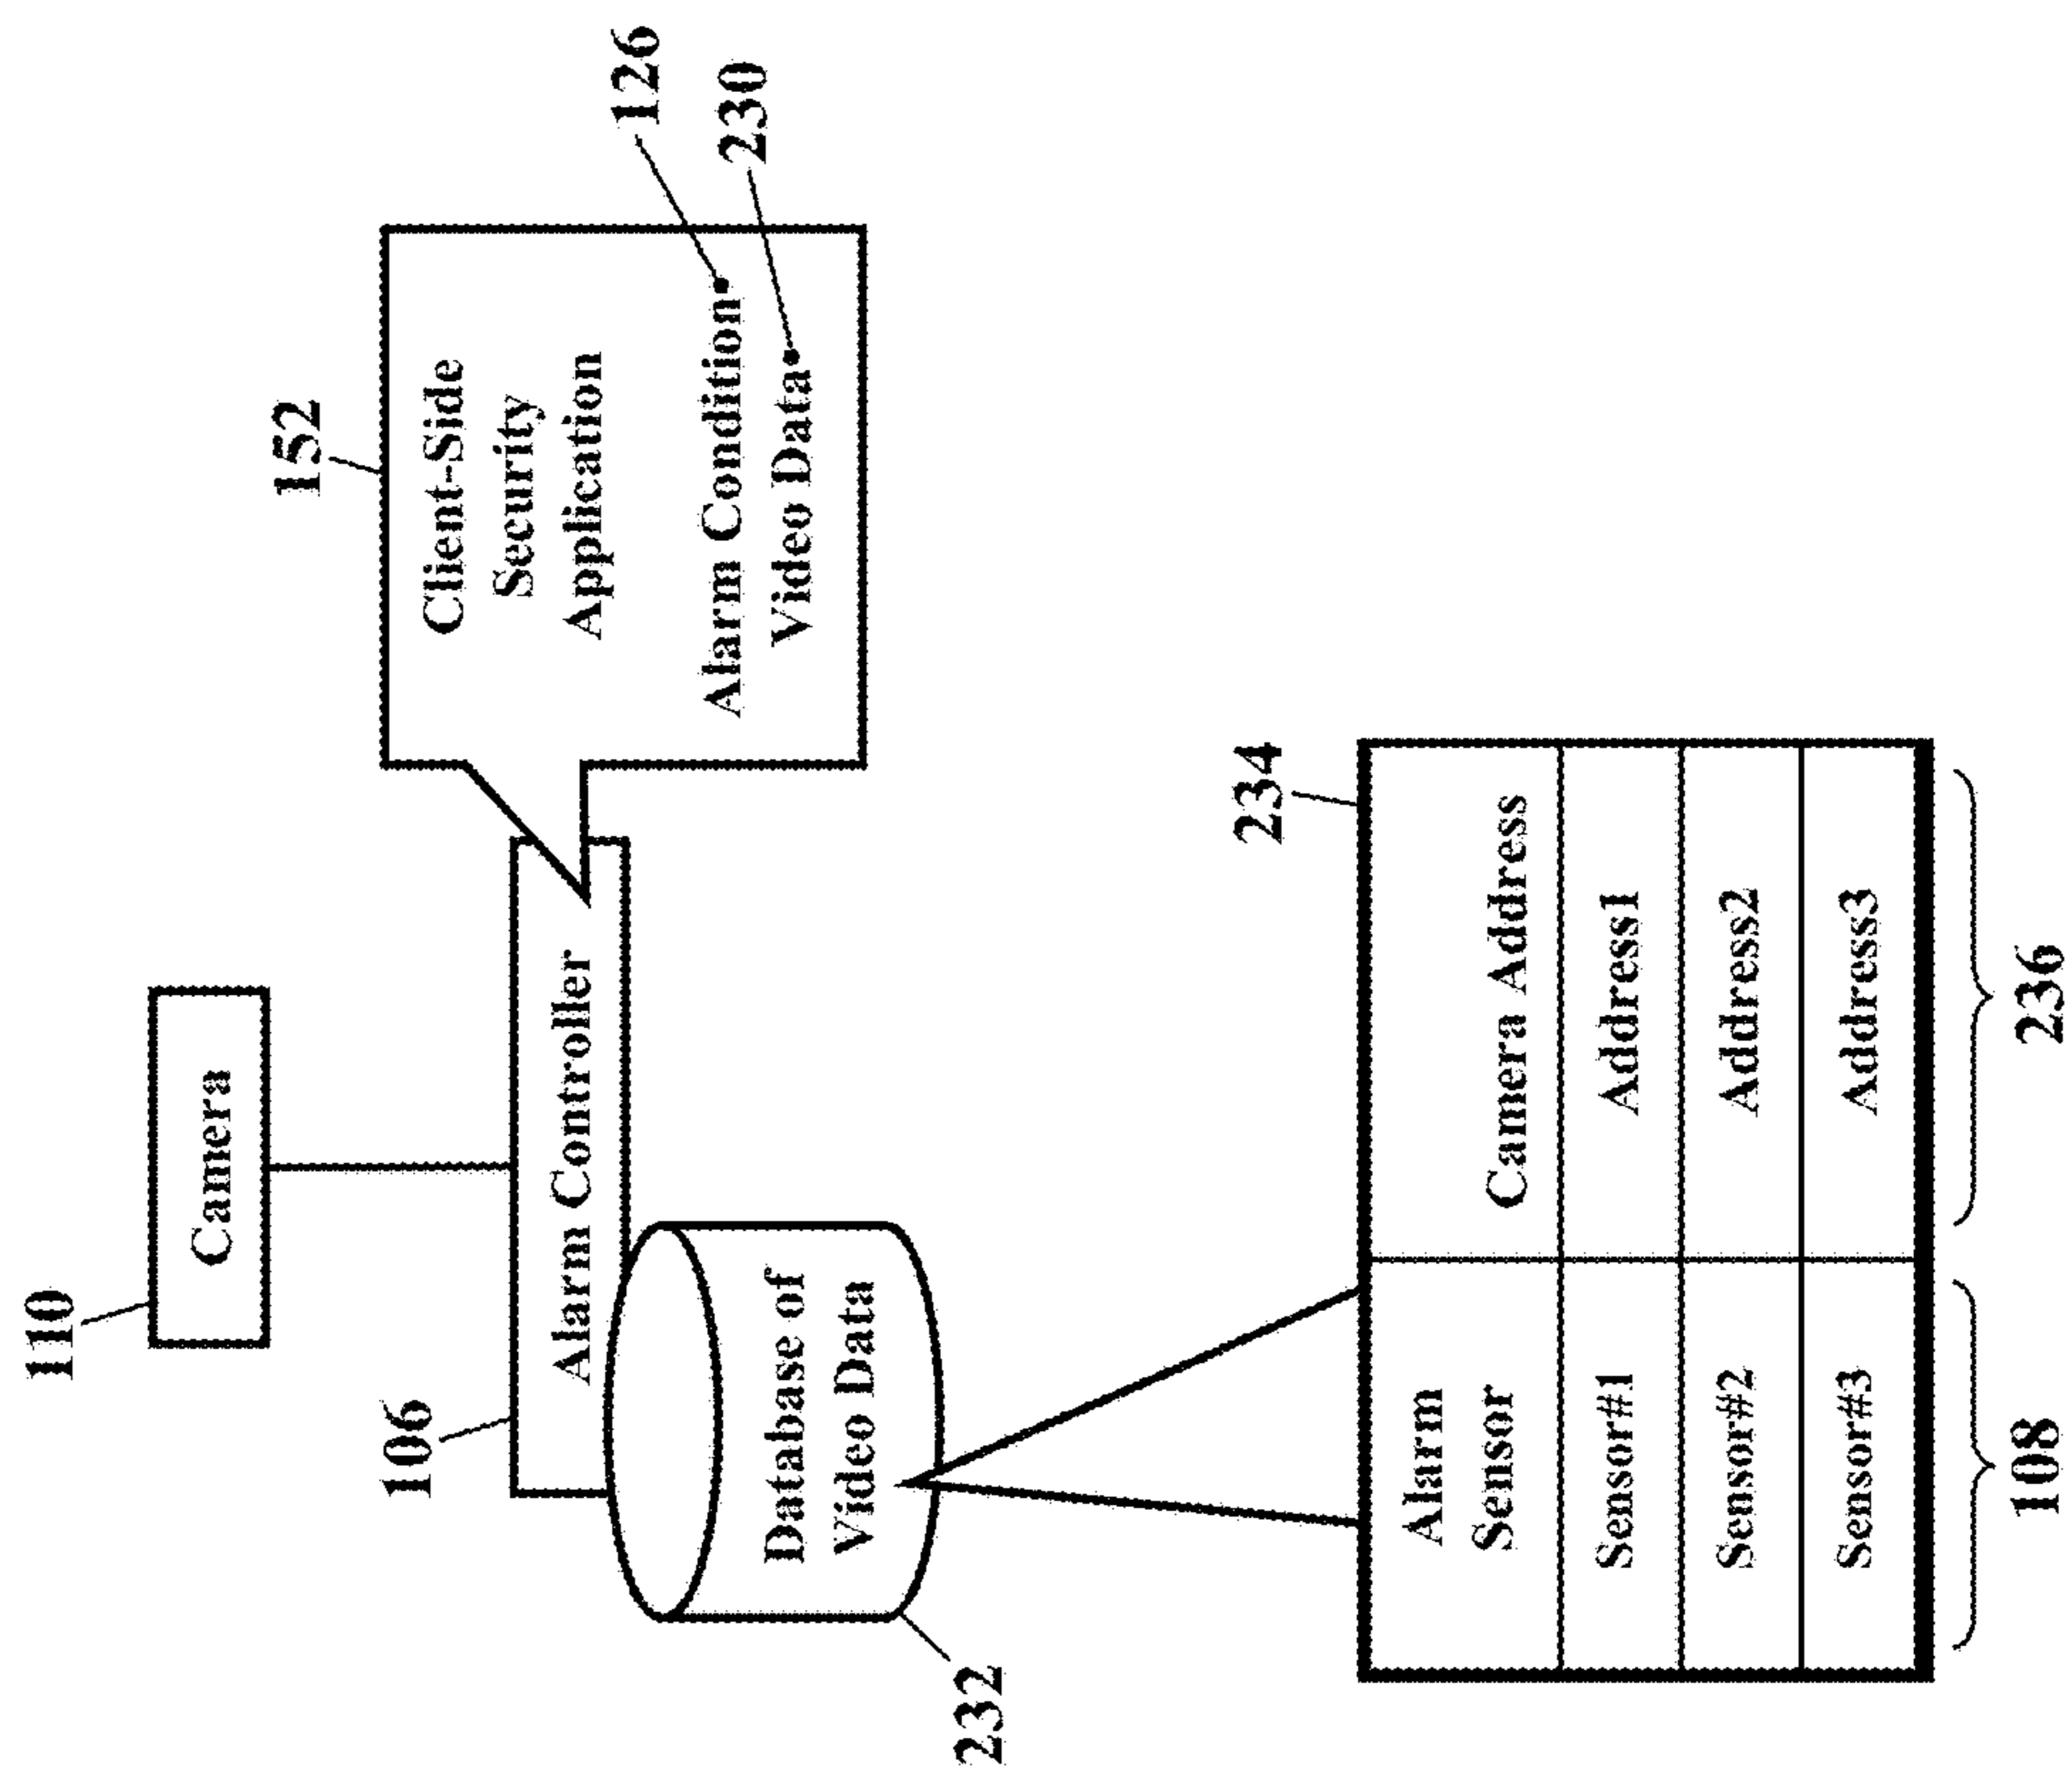 110
Camera
106
Alarm Controller
152
Client-Side
Security
Application
Alarm Condition
126
Video Data
230
Database of
Video Data
232
234
Alarm
Sensor
Camera Address
Sensor#1
Address1
Sensor#2
Address2
Sensor#3
Address3
108
236